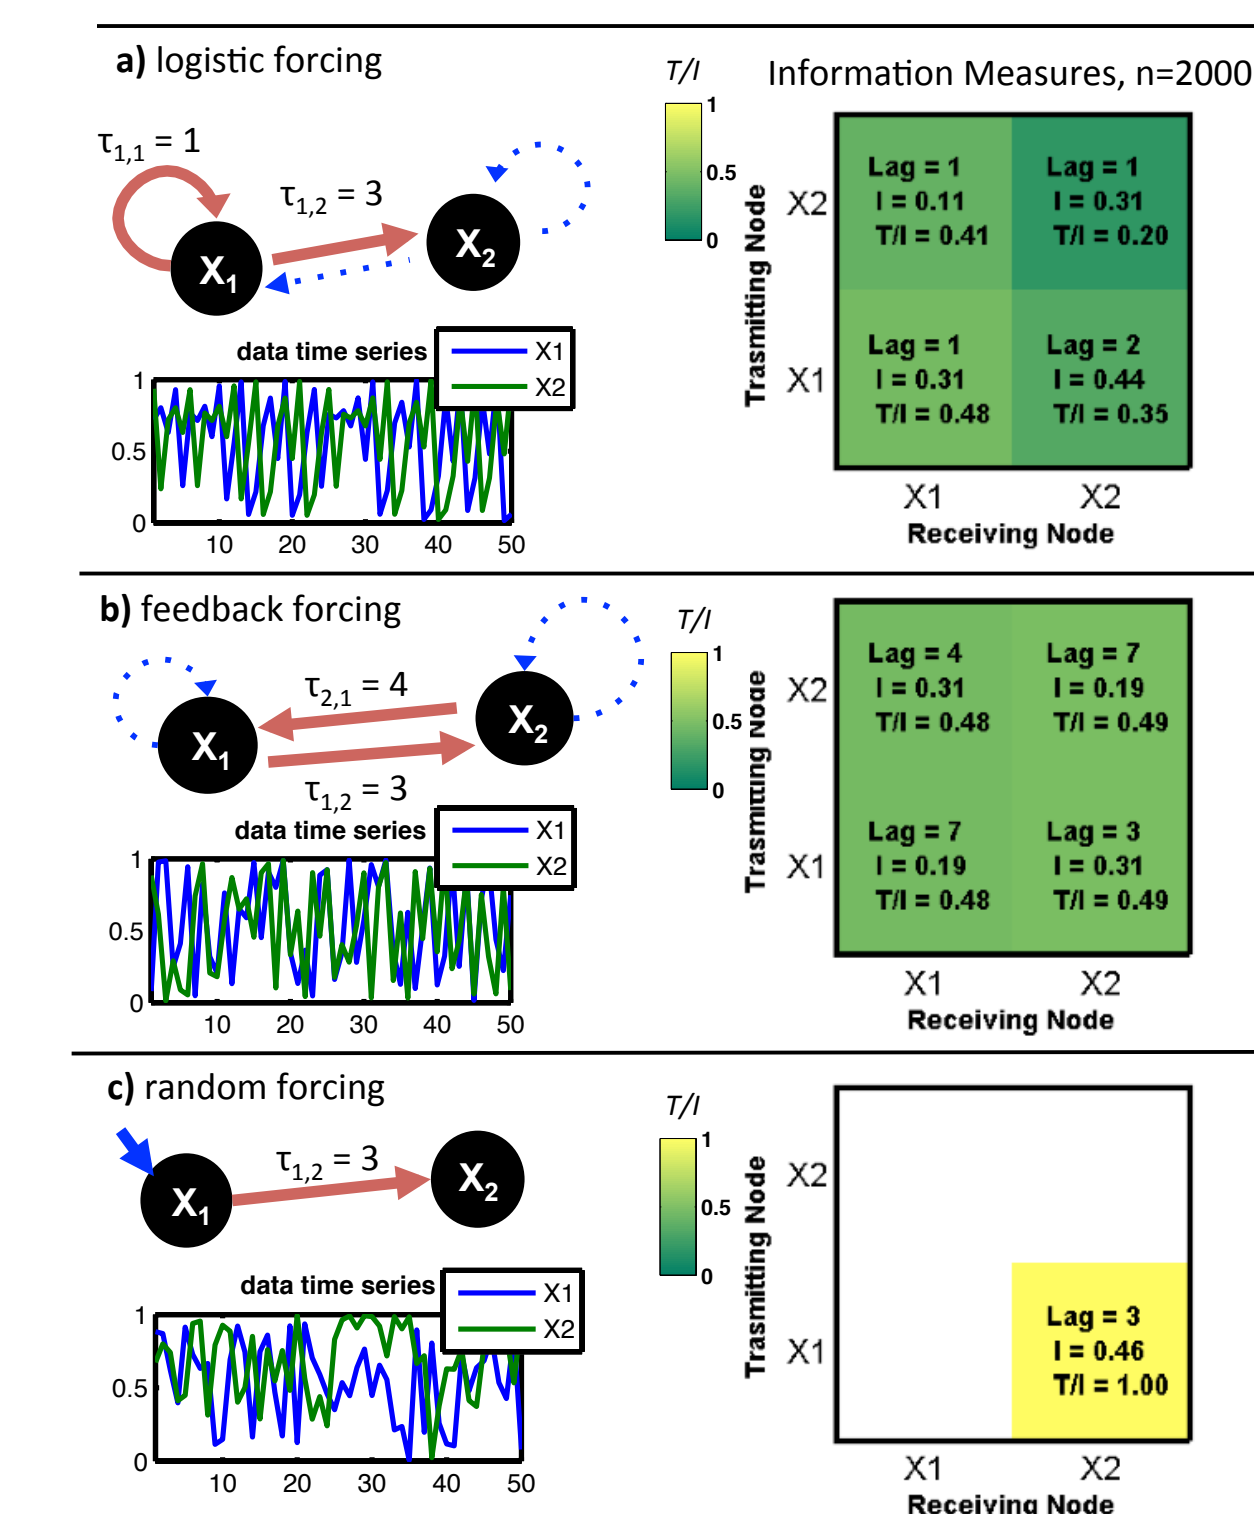 a) logistic forcing
T/I
Information Measures, n=2000
τ1,1 = 1
τ1,2 = 3
X1
X2
1
0.5
0
data time series
X1
X2
1
0.5
0
10 20 30 40 50
Trasmitting Node
X2
X1
Lag = 1
I = 0.11
T/I = 0.41
Lag = 1
I = 0.31
T/I = 0.20
Lag = 1
I = 0.31
T/I = 0.48
Lag = 2
I = 0.44
T/I = 0.35
X1 X2
Receiving Node
b) feedback forcing
T/I
τ2,1 = 4
τ1,2 = 3
X1
X2
1
0.5
0
data time series
X1
X2
1
0.5
0
10 20 30 40 50
Trasmitting Node
X2
X1
Lag = 4
I = 0.31
T/I = 0.48
Lag = 7
I = 0.19
T/I = 0.49
Lag = 7
I = 0.19
T/I = 0.48
Lag = 3
I = 0.31
T/I = 0.49
X1 X2
Receiving Node
c) random forcing
T/I
τ1,2 = 3
X1
X2
1
0.5
0
data time series
X1
X2
1
0.5
0
10 20 30 40 50
Trasmitting Node
X2
X1
Lag = 3
I = 0.46
T/I = 1.00
X1 X2
Receiving Node